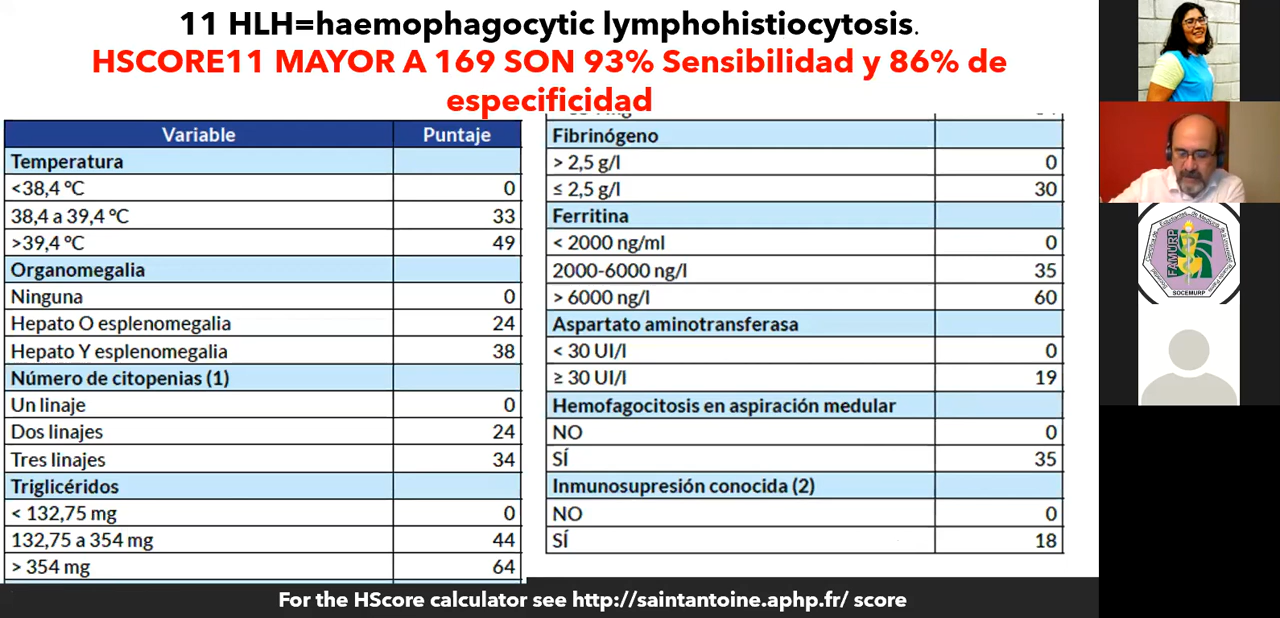 11 HLH=haemophagocytic lymphohistiocytosis.
HSCORE11 MAYOR A 169 SON 93% Sensibilidad y 86% de
especificidad
Variable Puntaje
Temperatura
<38,4 ºC 0
38,4 a 39,4 ºC 33
>39,4 ºC 49
Organomegalia
Ninguna 0
Hepato O esplenomegalia 24
Hepato Y esplenomegalia 38
Número de citopenias (1)
Un linaje 0
Dos linajes 24
Tres linajes 34
Triglicéridos
< 132,75 mg 0
132,75 a 354 mg 44
> 354 mg 64
Fibrinógeno
> 2,5 g/l 0
≤ 2,5 g/l 30
Ferritina
< 2000 ng/ml 0
2000-6000 ng/l 35
> 6000 ng/l 60
Aspartato aminotransferasa
< 30 UI/l 0
≥ 30 UI/l 19
Hemofagocitosis en aspiración medular
NO 0
SÍ 35
Inmunosupresión conocida (2)
NO 0
SÍ 18
For the HScore calculator see http://saintantoine.aphp.fr/ score
FAMURP
SOCEMURP